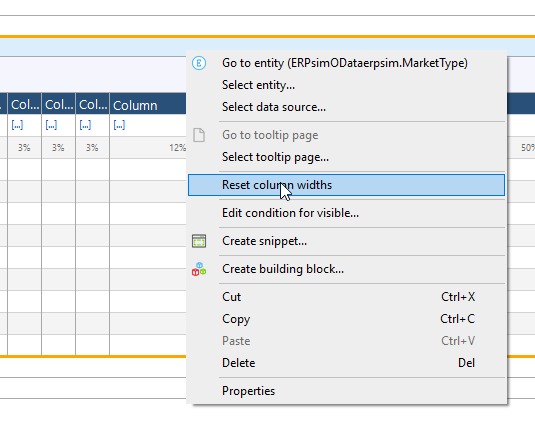 Go to entity (ERPsimODataerpsim.MarketType)
Select entity...
Select data source...
Col... Col... Col... Column
Go to tooltip page
[...] [...] [...] [...]
3% 3% 3% 12% 50%
Select tooltip page...
Reset column widths
Edit condition for visible...
Create snippet...
Create building block...
Cut Ctrl+X
Copy Ctrl+C
Paste Ctrl+V
Delete Del
Properties